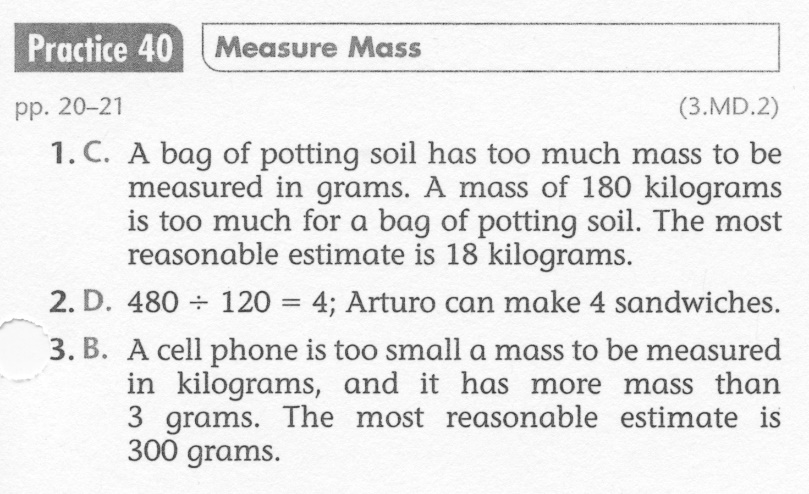 Practice 40 Measure Mass
pp. 20–21 (3.MD.2)
1. C. A bag of potting soil has too much mass to be
measured in grams. A mass of 180 kilograms
is too much for a bag of potting soil. The most
reasonable estimate is 18 kilograms.
2. D. 480 ÷ 120 = 4; Arturo can make 4 sandwiches.
3. B. A cell phone is too small a mass to be measured
in kilograms, and it has more mass than
3 grams. The most reasonable estimate is
300 grams.